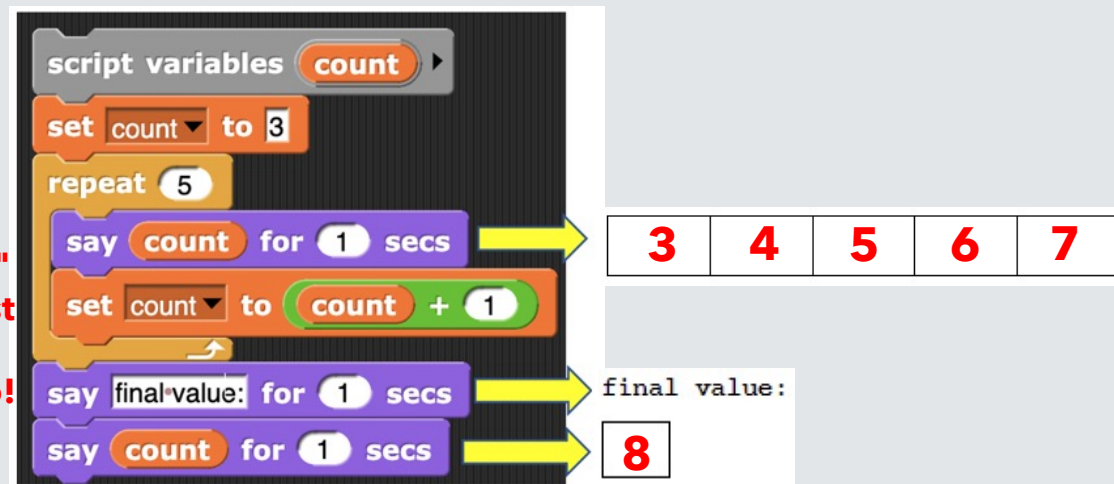 script variables count
set count to 3
repeat 5
say count for 1 secs
3 4 5 6 7
"
st
set count to count + 1
!
say final value: for 1 secs
final value:
say count for 1 secs
8